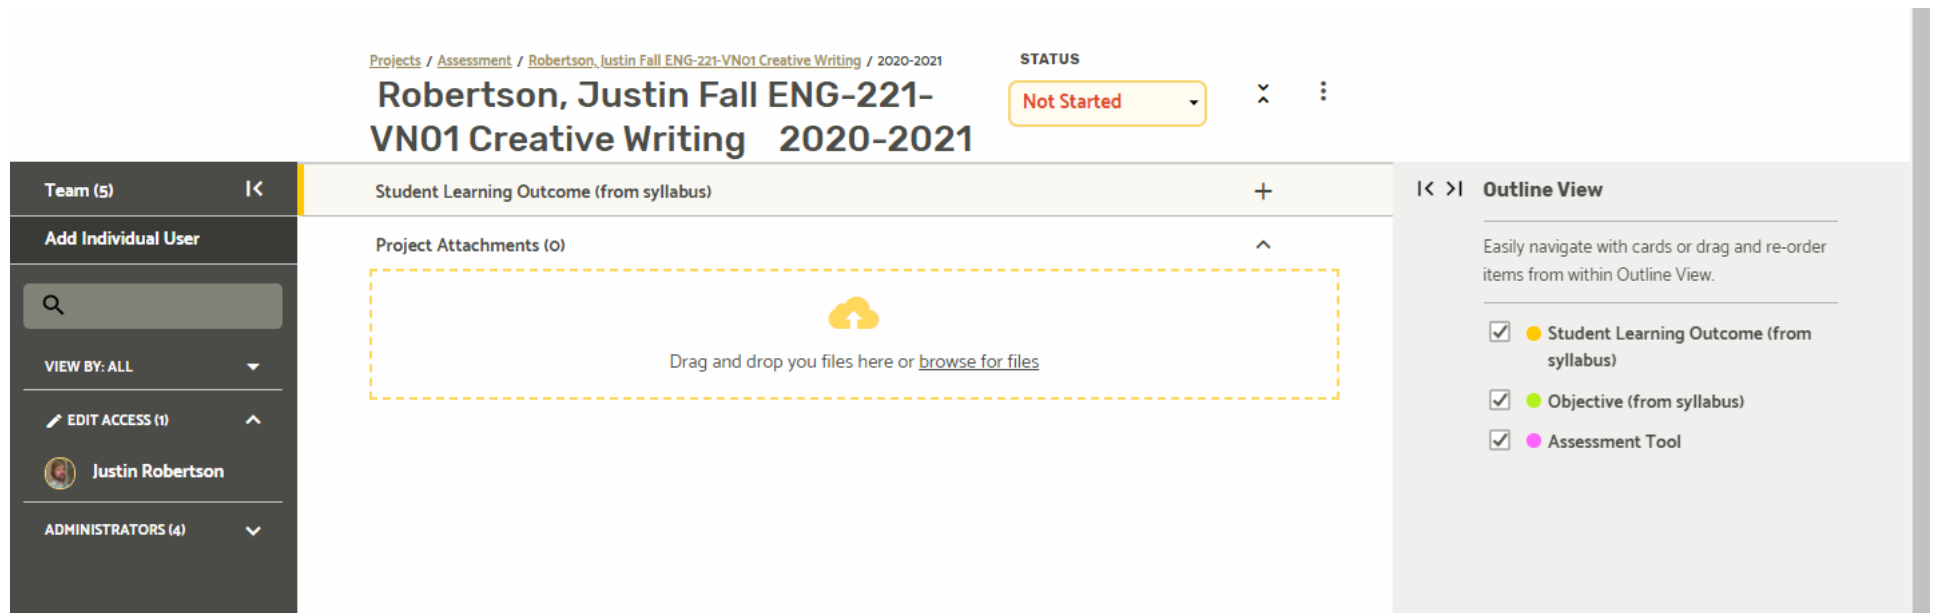 Projects / Assessment / Robertson, Justin Fall ENG-221-VN01 Creative Writing / 2020-2021
Robertson, Justin Fall ENG-221-
VN01 Creative Writing 2020-2021
STATUS
Not Started
Team (5)
Add Individual User
VIEW BY: ALL
EDIT ACCESS (1)
Justin Robertson
ADMINISTRATORS (4)
Student Learning Outcome (from syllabus)
Project Attachments (0)
Drag and drop you files here or browse for files
Outline View
Easily navigate with cards or drag and re-order
items from within Outline View.
Student Learning Outcome (from
syllabus)
Objective (from syllabus)
Assessment Tool